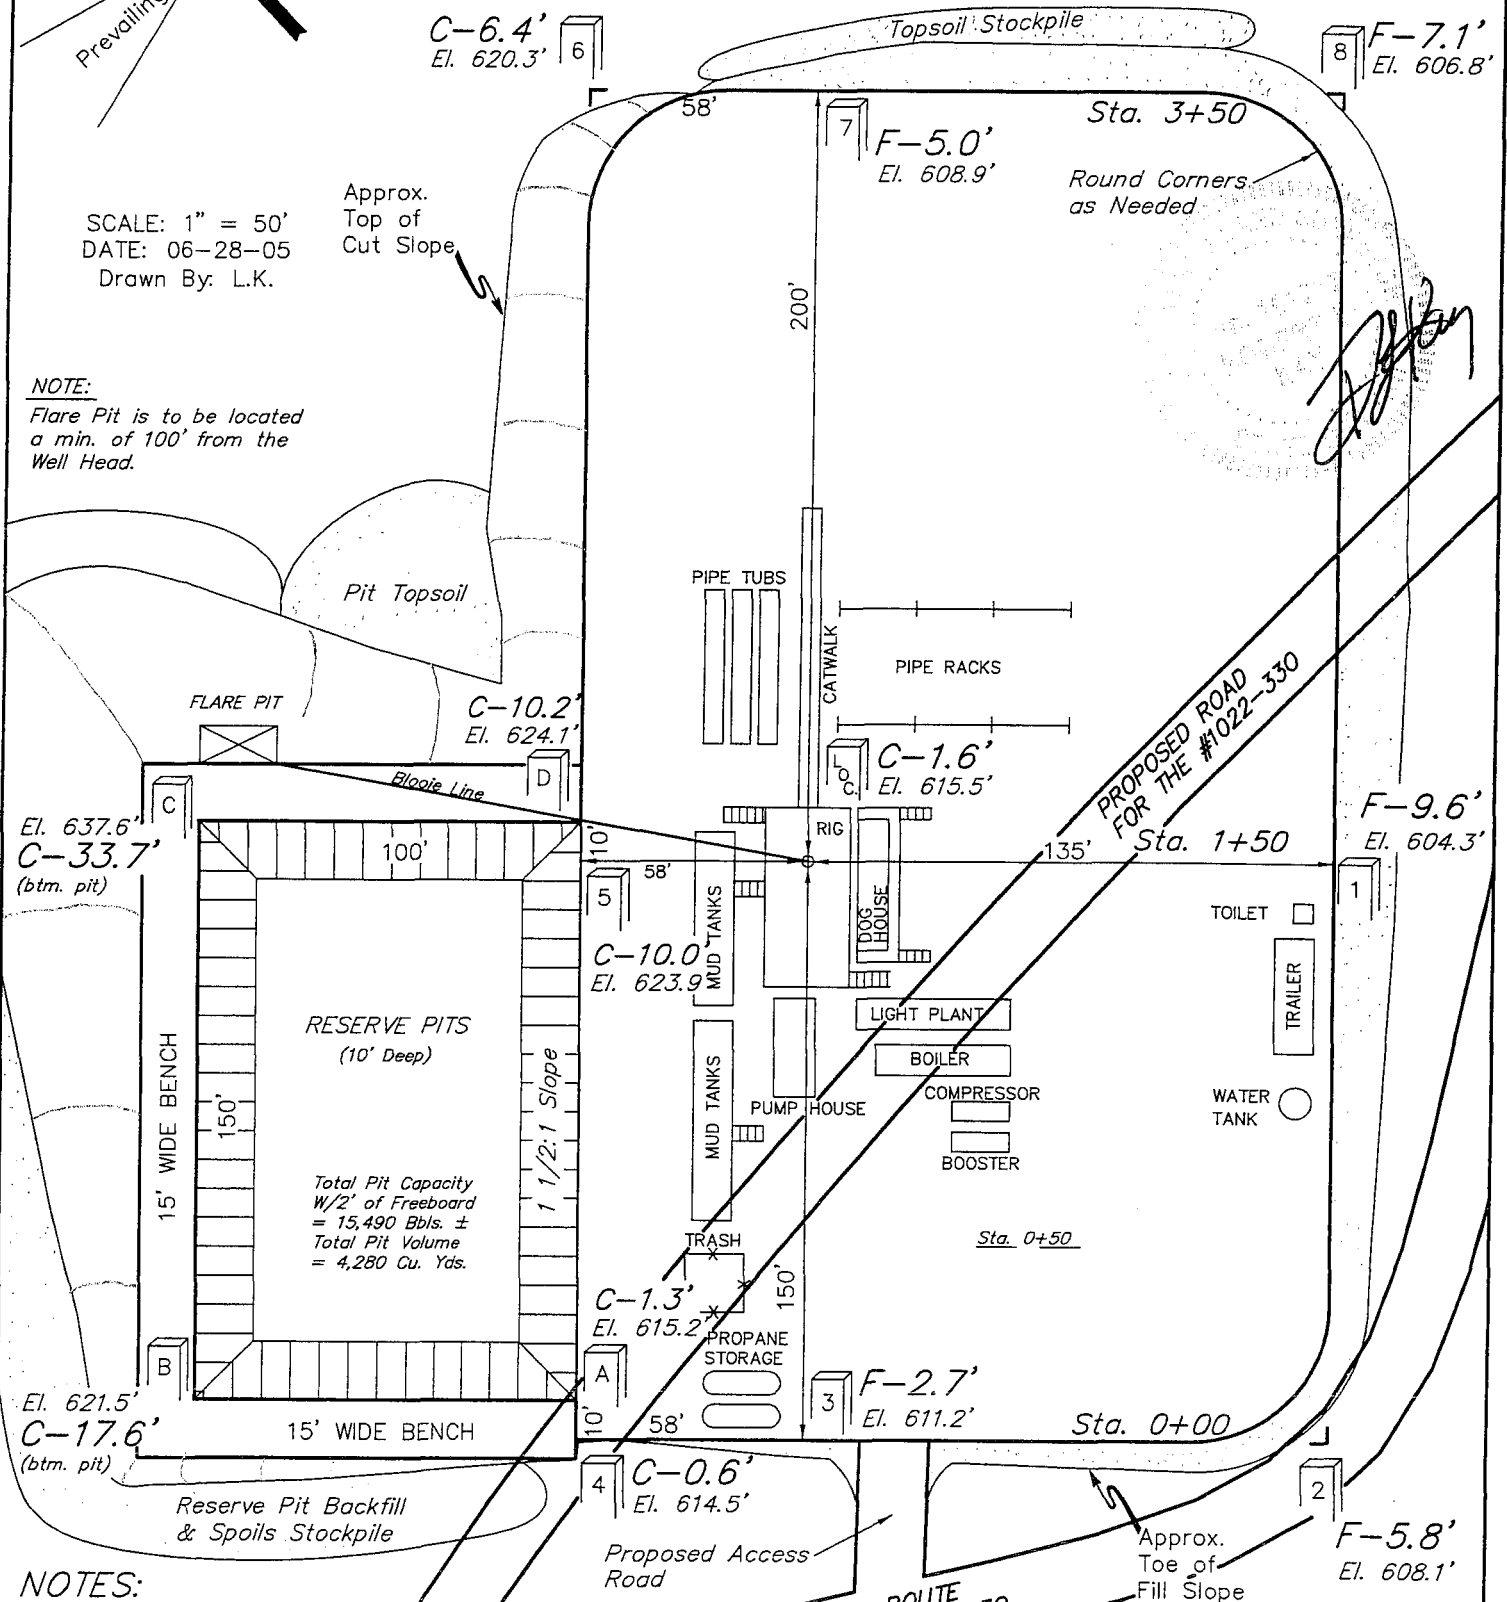 Prevailing
C-6.4'
El. 620.3'
6
Topsoil Stockpile
8
F-7.1'
El. 606.8'
58'
7
F-5.0'
El. 608.9'
Sta. 3+50
Round Corners
as Needed
SCALE: 1" = 50'
DATE: 06-28-05
Drawn By: L.K.
Approx.
Top of
Cut Slope
200'
NOTE:
Flare Pit is to be located
a min. of 100' from the
Well Head.
Pit Topsoil
PIPE TUBS
CATWALK
PIPE RACKS
PROPOSED ROAD
FOR THE #1022-330
FLARE PIT
C-10.2'
El. 624.1'
D
Blooie Line
LOC.
C-1.6'
El. 615.5'
C
El. 637.6'
C-33.7'
(btm. pit)
100'
10'
58'
RIG
135'
Sta. 1+50
F-9.6'
El. 604.3'
1
5
C-10.0'
El. 623.9'
MUD TANKS
DOG
HOUSE
TOILET
TRAILER
RESERVE PITS
(10' Deep)
LIGHT PLANT
BOILER
COMPRESSOR
BOOSTER
PUMP HOUSE
MUD TANKS
WATER
TANK
15' WIDE BENCH
150'
1 1/2:1 Slope
Total Pit Capacity
W/2' of Freeboard
= 15,490 Bbls. ±
Total Pit Volume
= 4,280 Cu. Yds.
TRASH
Sta. 0+50
C-1.3'
El. 615.2'
150'
PROPANE
STORAGE
B
A
El. 621.5'
C-17.6'
(btm. pit)
15' WIDE BENCH
10'
58'
3
F-2.7'
El. 611.2'
Sta. 0+00
4
C-0.6'
El. 614.5'
2
F-5.8'
El. 608.1'
Reserve Pit Backfill
& Spoils Stockpile
Proposed Access
Road
Approx.
Toe of
Fill Slope
NOTES:
ROUTE